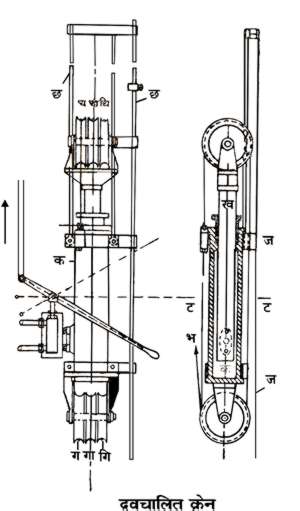 छ छ
घ घा घि
ख
क ज
ट ट ट
भ
क
ज
ग गा गि
द्रवचालित क्रेन